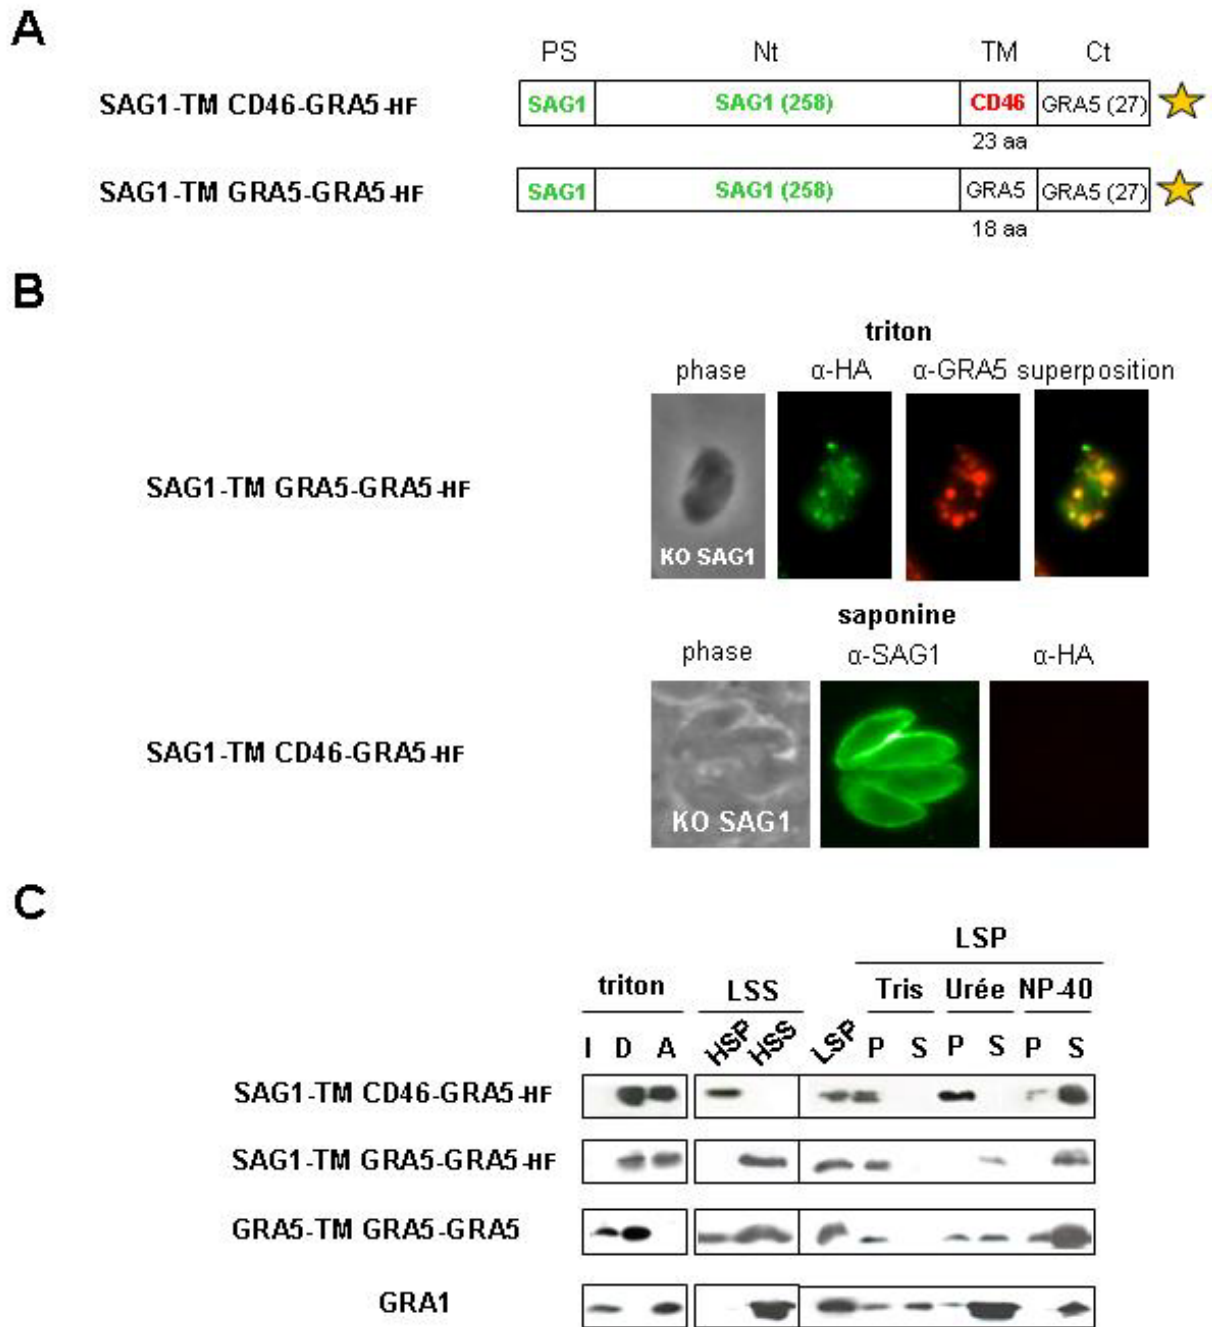 A
PS Nt TM Ct
SAG1-TM CD46-GRA5-HF SAG1 SAG1 (258) CD46 GRA5 (27)
23 aa
SAG1-TM GRA5-GRA5-HF SAG1 SAG1 (258) GRA5 GRA5 (27)
18 aa
B
triton
phase α-HA α-GRA5 superposition
SAG1-TM GRA5-GRA5-HF
KO SAG1
saponine
phase α-SAG1 α-HA
SAG1-TM CD46-GRA5-HF
KO SAG1
C
LSP
triton LSS Tris Urée NP-40
I D A HSP HSS LSP P S P S P S
SAG1-TM CD46-GRA5-HF
SAG1-TM GRA5-GRA5-HF
GRA5-TM GRA5-GRA5
GRA1